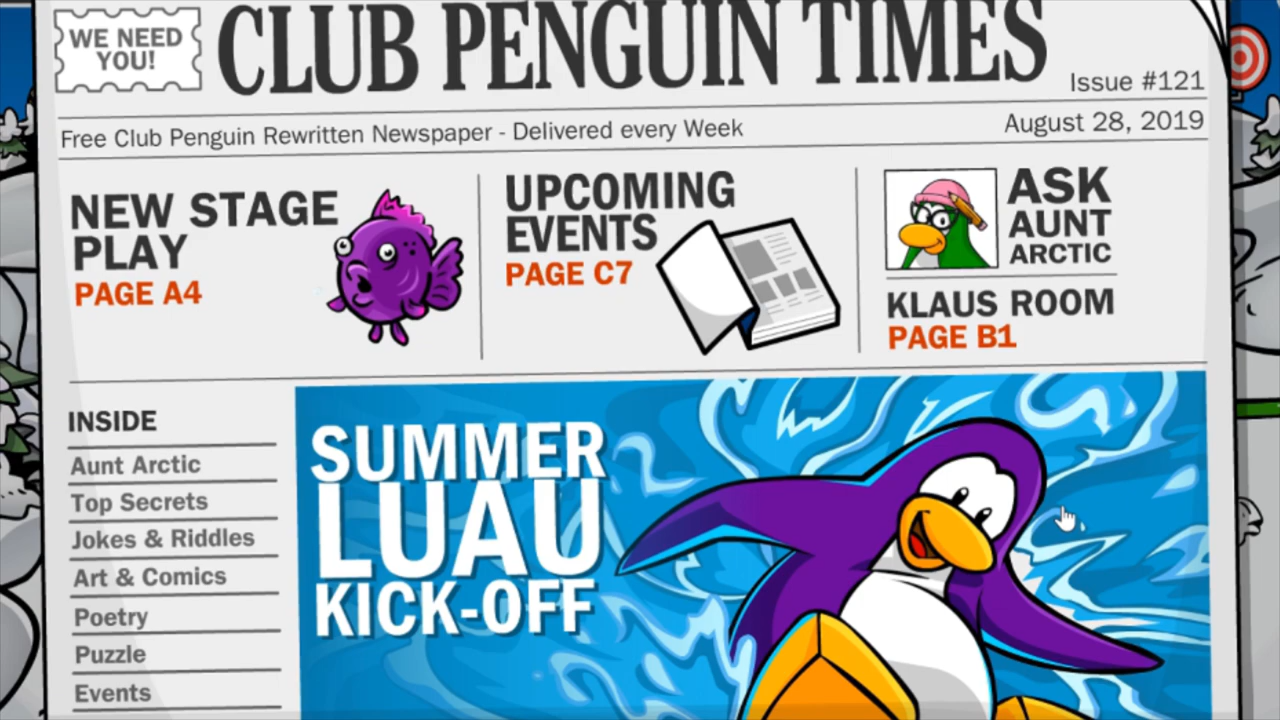 WE NEED
YOU!
CLUB PENGUIN TIMES
Issue #121
Free Club Penguin Rewritten Newspaper - Delivered every Week
August 28, 2019
NEW STAGE
PLAY
PAGE A4
UPCOMING
EVENTS
PAGE C7
ASK
AUNT
ARCTIC
KLAUS ROOM
PAGE B1
INSIDE
Aunt Arctic
Top Secrets
Jokes & Riddles
Art & Comics
Poetry
Puzzle
Events
SUMMER
LUAU
KICK-OFF